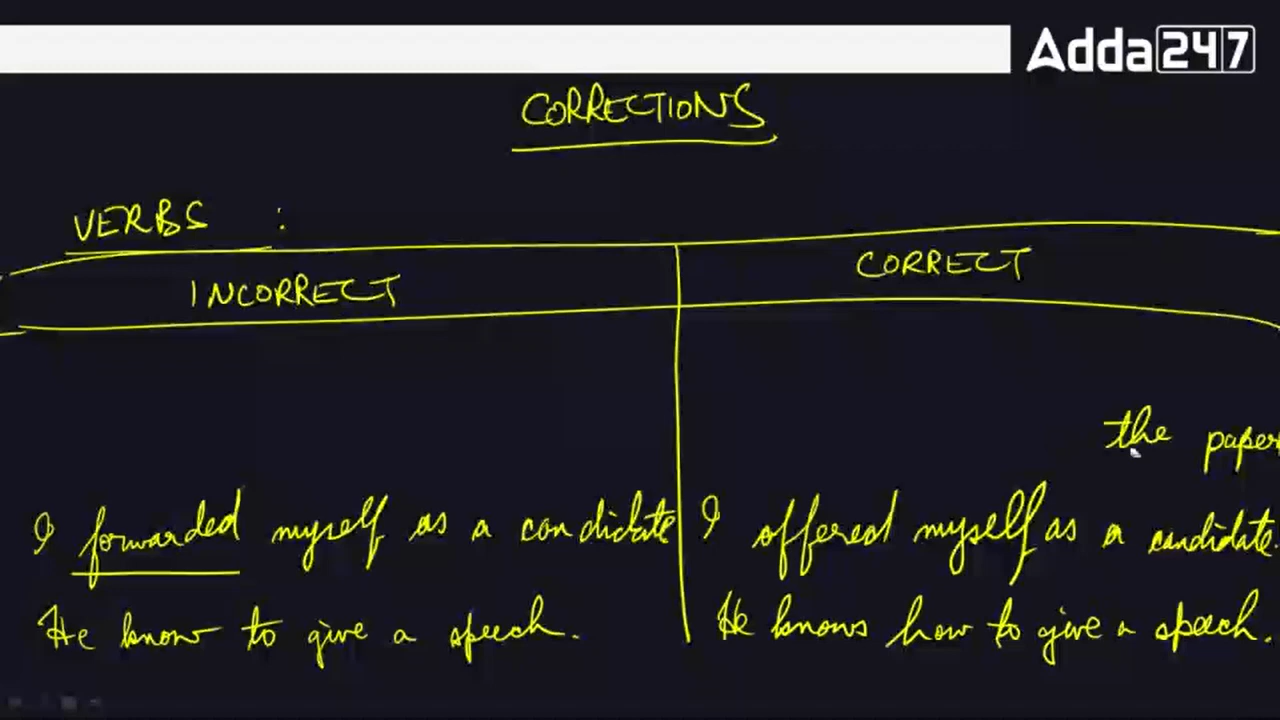 Adda247
CORRECTIONS
VERBS :
INCORRECT
CORRECT
the paper
I forwarded myself as a candidate
I offered myself as a candidate.
He know to give a speech.
He knows how to give a speech.